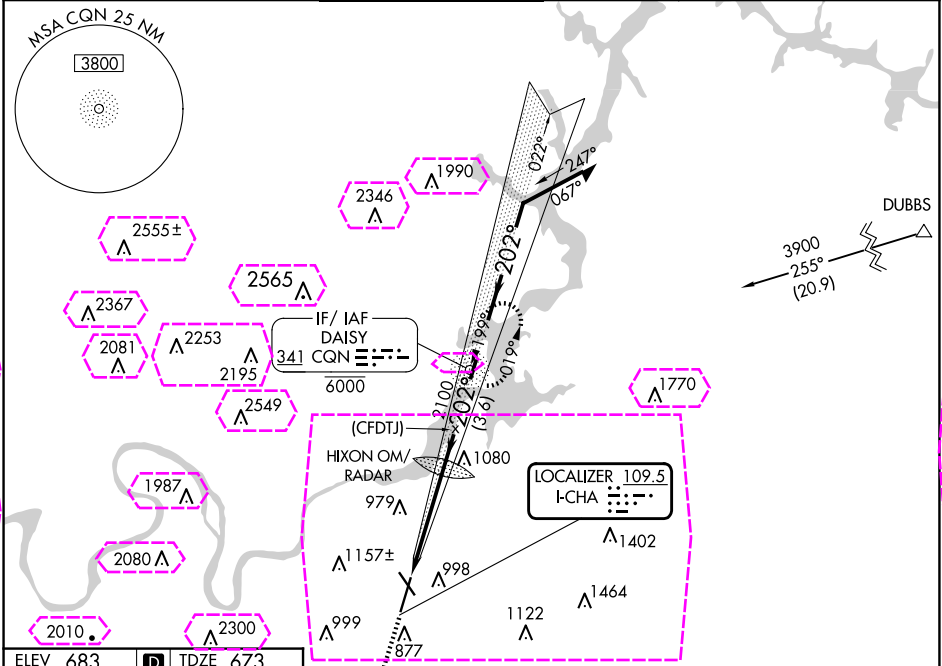 MSA CQN 25 NM
3800
1990
2346
022°
247°
067°
DUBBS
2555±
3900
255°
(20.9)
202°
2565
2367
IF/ IAF
DAISY
341 CQN
6000
199°
019°
2253
2081
2195
2549
1770
2100
202°
(3.6)
(CFDTJ)
HIXON OM/
RADAR
1080
LOCALIZER 109.5
I-CHA
1987
979
1402
2080
1157±
998
1464
1122
2010
2300
999
877
ELEV 683
D
TDZE 673